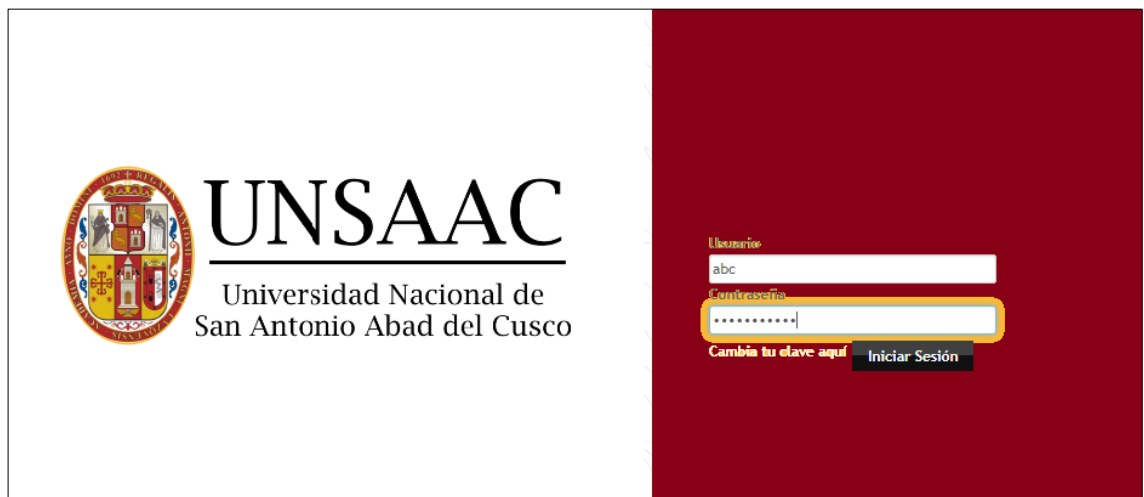 UNSAAC
Universidad Nacional de
San Antonio Abad del Cusco
Usuario
abc
Contraseña
•••••••••••
Cambia tu clave aquí
Iniciar Sesión